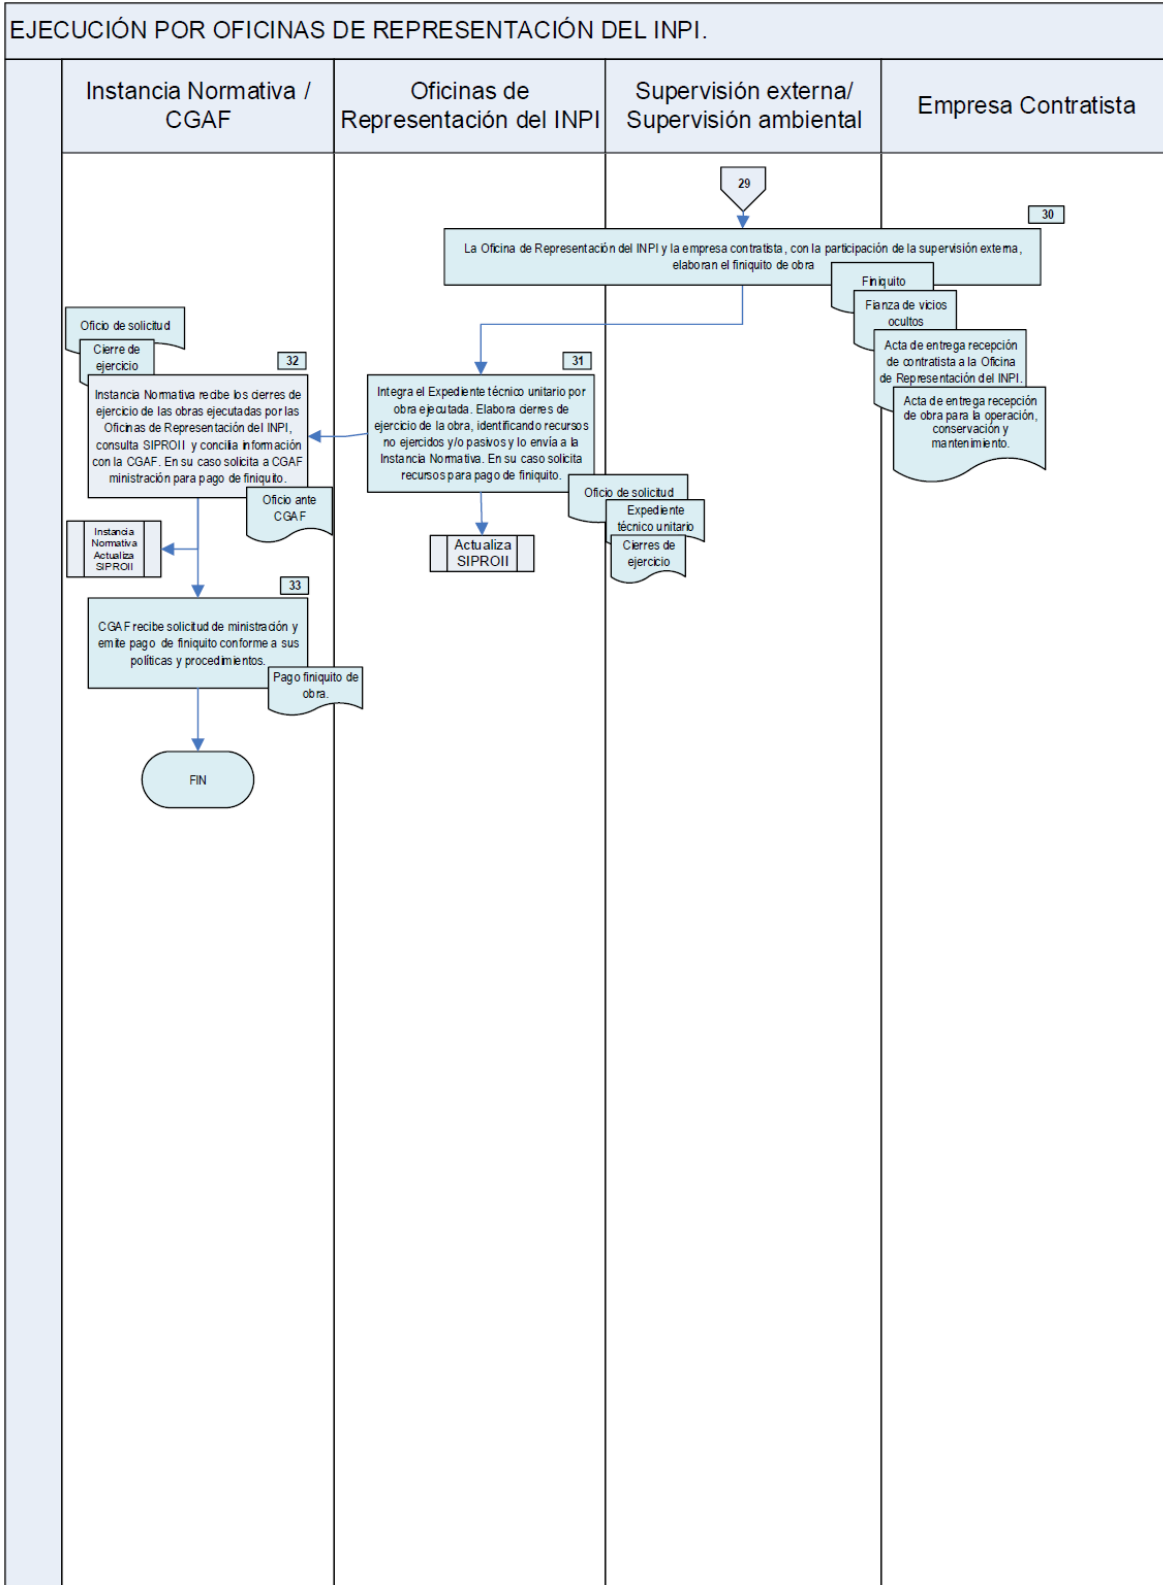 EJECUCIÓN POR OFICINAS DE REPRESENTACIÓN DEL INPI.
Instancia Normativa /
CGAF
Oficinas de
Representación del INPI
Supervisión externa/
Supervisión ambiental
Empresa Contratista
29
30
La Oficina de Representación del INPI y la empresa contratista, con la participación de la supervisión externa,
elaboran el finiquito de obra
Finiquito
Fianza de vicios
ocultos
Acta de entrega recepción
de contratista a la Oficina
de Representación del INPI.
Acta de entrega recepción
de obra para la operación,
conservación y
mantenimiento.
31
Integra el Expediente técnico unitario por
obra ejecutada. Elabora cierres de
ejercicio de la obra, identificando recursos
no ejercidos y/o pasivos y lo envía a la
Instancia Normativa. En su caso solicita
recursos para pago de finiquito.
Oficio de solicitud
Expediente
técnico unitario
Cierres de
ejercicio
Actualiza
SIPROII
Oficio de solicitud
Cierre de
ejercicio
32
Instancia Normativa recibe los cierres de
ejercicio de las obras ejecutadas por las
Oficinas de Representación del INPI,
consulta SIPROII y concilia información
con la CGAF. En su caso solicita a CGAF
ministración para pago de finiquito.
Oficio ante
CGAF
Instancia
Normativa
Actualiza
SIPROII
33
CGAF recibe solicitud de ministración y
emite pago de finiquito conforme a sus
políticas y procedimientos.
Pago finiquito de
obra.
FIN